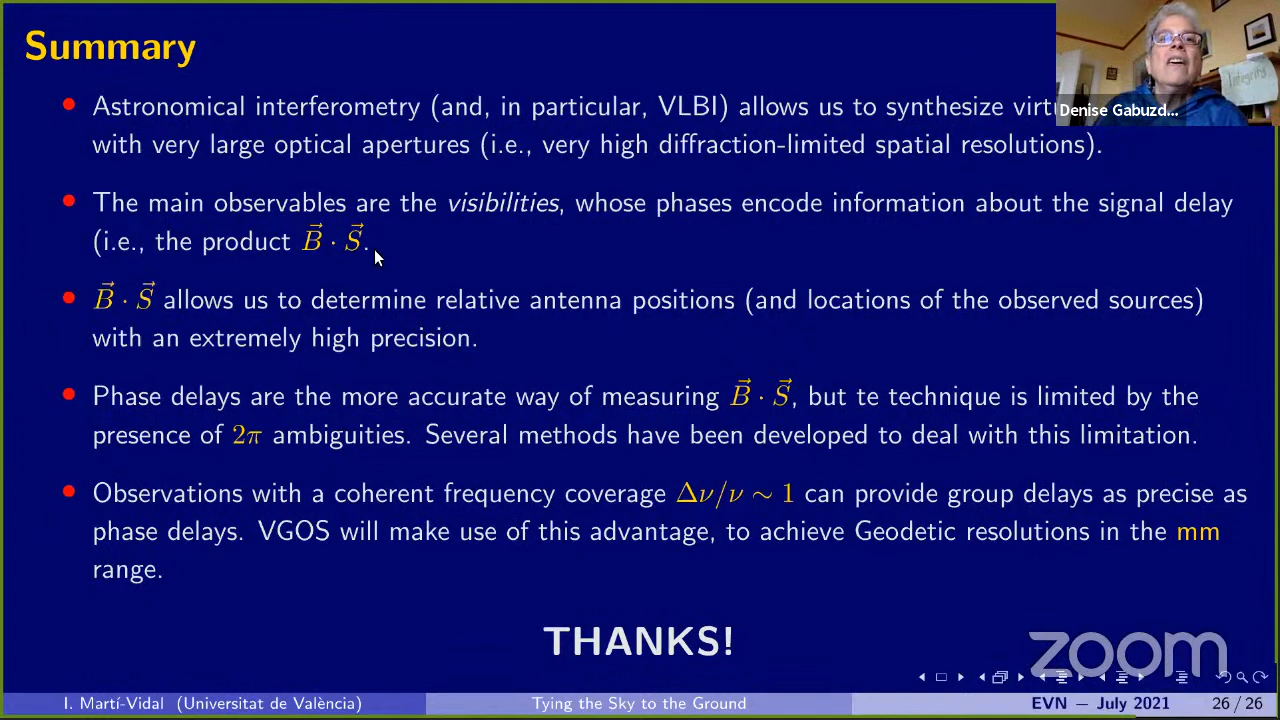 Summary
Astronomical interferometry (and, in particular, VLBI) allows us to synthesize
with very large optical apertures (i.e., very high diffraction-limited spatial resolutions).
The main observables are the visibilities, whose phases encode information about the signal delay
(i.e., the product B⃗ · S⃗.
B⃗ · S⃗ allows us to determine relative antenna positions (and locations of the observed sources)
with an extremely high precision.
Phase delays are the more accurate way of measuring B⃗ · S⃗, but te technique is limited by the
presence of 2π ambiguities. Several methods have been developed to deal with this limitation.
Observations with a coherent frequency coverage Δν/ν ∼ 1 can provide group delays as precise as
phase delays. VGOS will make use of this advantage, to achieve Geodetic resolutions in the mm
range.
THANKS!
Denise Gabuzd...
Integrity
zoom
I. Martí-Vidal (Universitat de València) Tying the Sky to the Ground EVN — July 2021 26 / 26